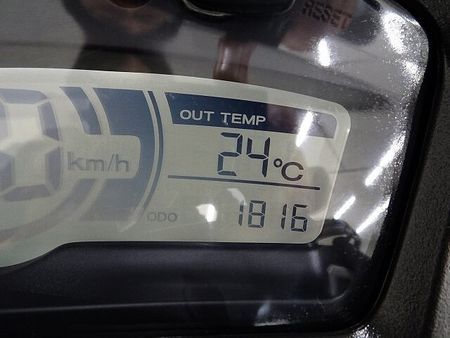 RESET
OUT TEMP
24°C
km/h
ODO 1816